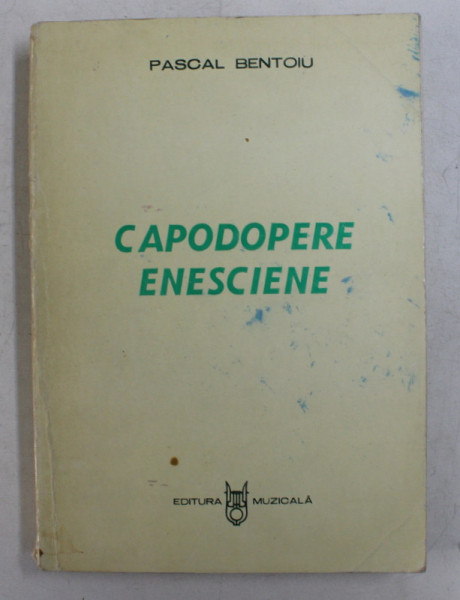 PASCAL BENTOIU
CAPODOPERE
ENESCIENE
EDITURA MUZICALĂ